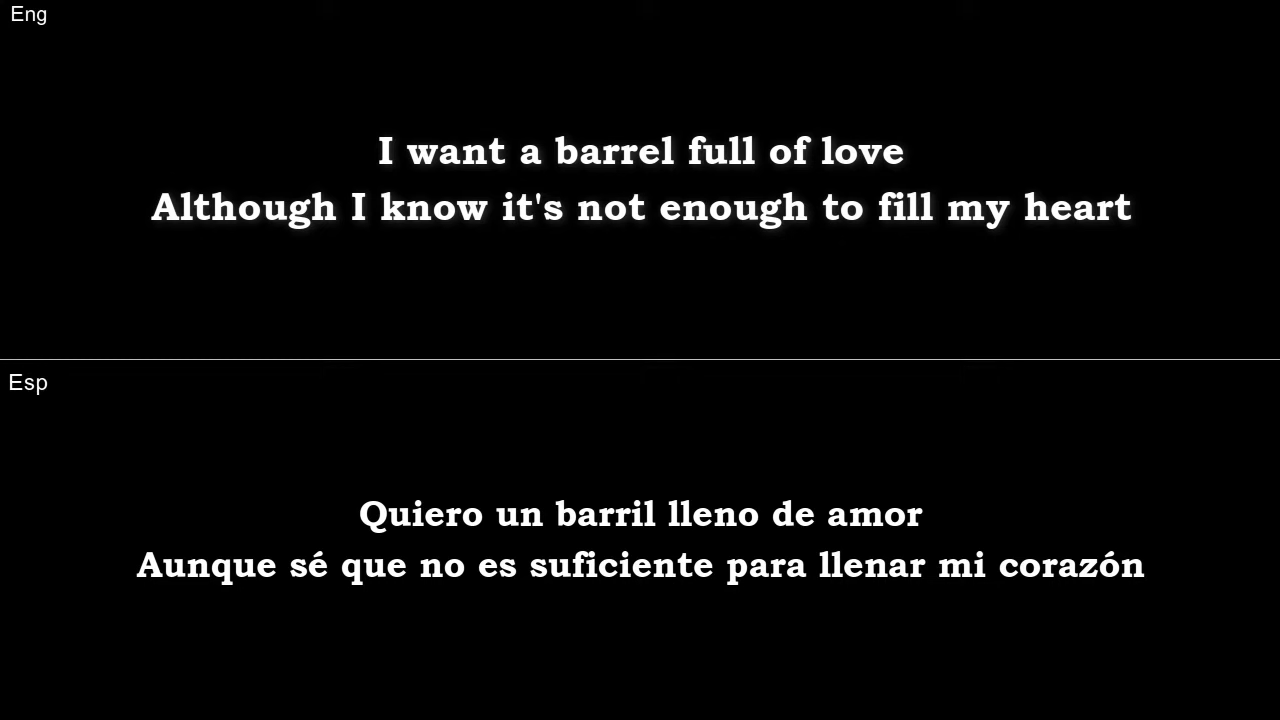 Eng
I want a barrel full of love
Although I know it's not enough to fill my heart
Esp
Quiero un barril lleno de amor
Aunque sé que no es suficiente para llenar mi corazón